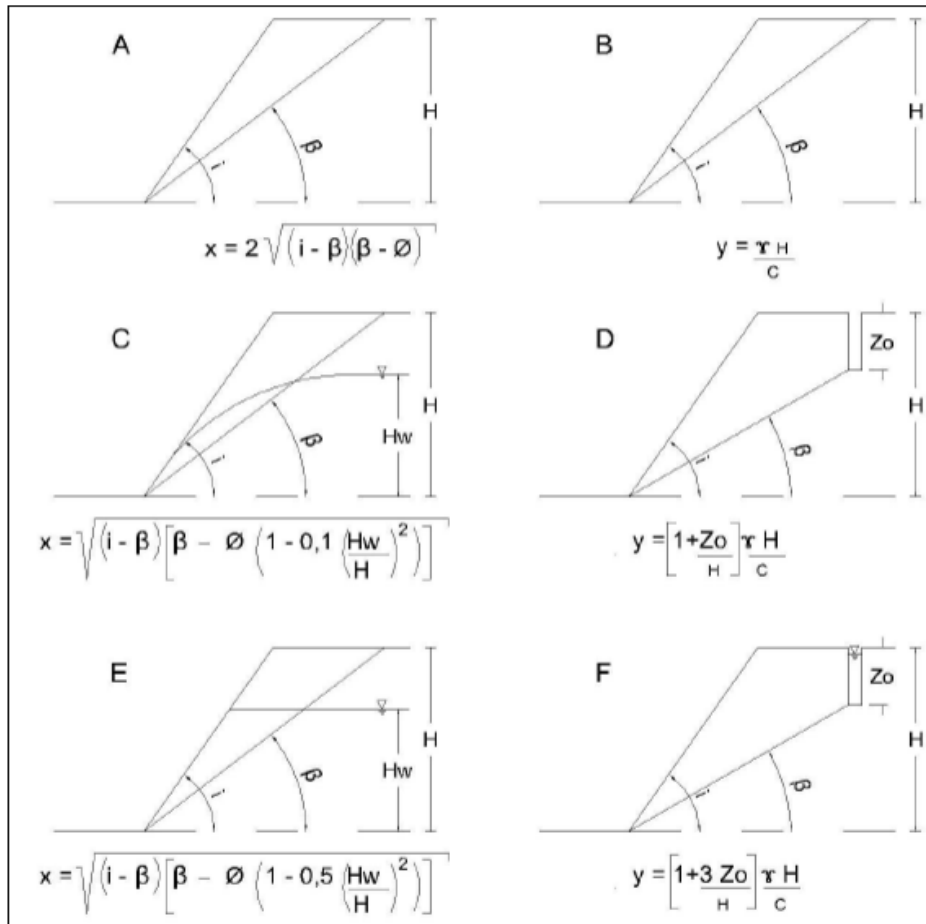 A
H
β
i'
x = 2 √(i - β)(β - Ø)
B
H
β
i'
y = ɤ H / C
C
H
Hw
β
i'
x = √(i - β) [β - Ø (1 - 0,1 (Hw / H)²)]
D
Zo
H
β
i'
y = [1 + Zo / H] ɤ H / C
E
H
Hw
β
i'
x = √(i - β) [β - Ø (1 - 0,5 (Hw / H)²)]
F
Zo
H
β
i'
y = [1 + 3 Zo / H] ɤ H / C